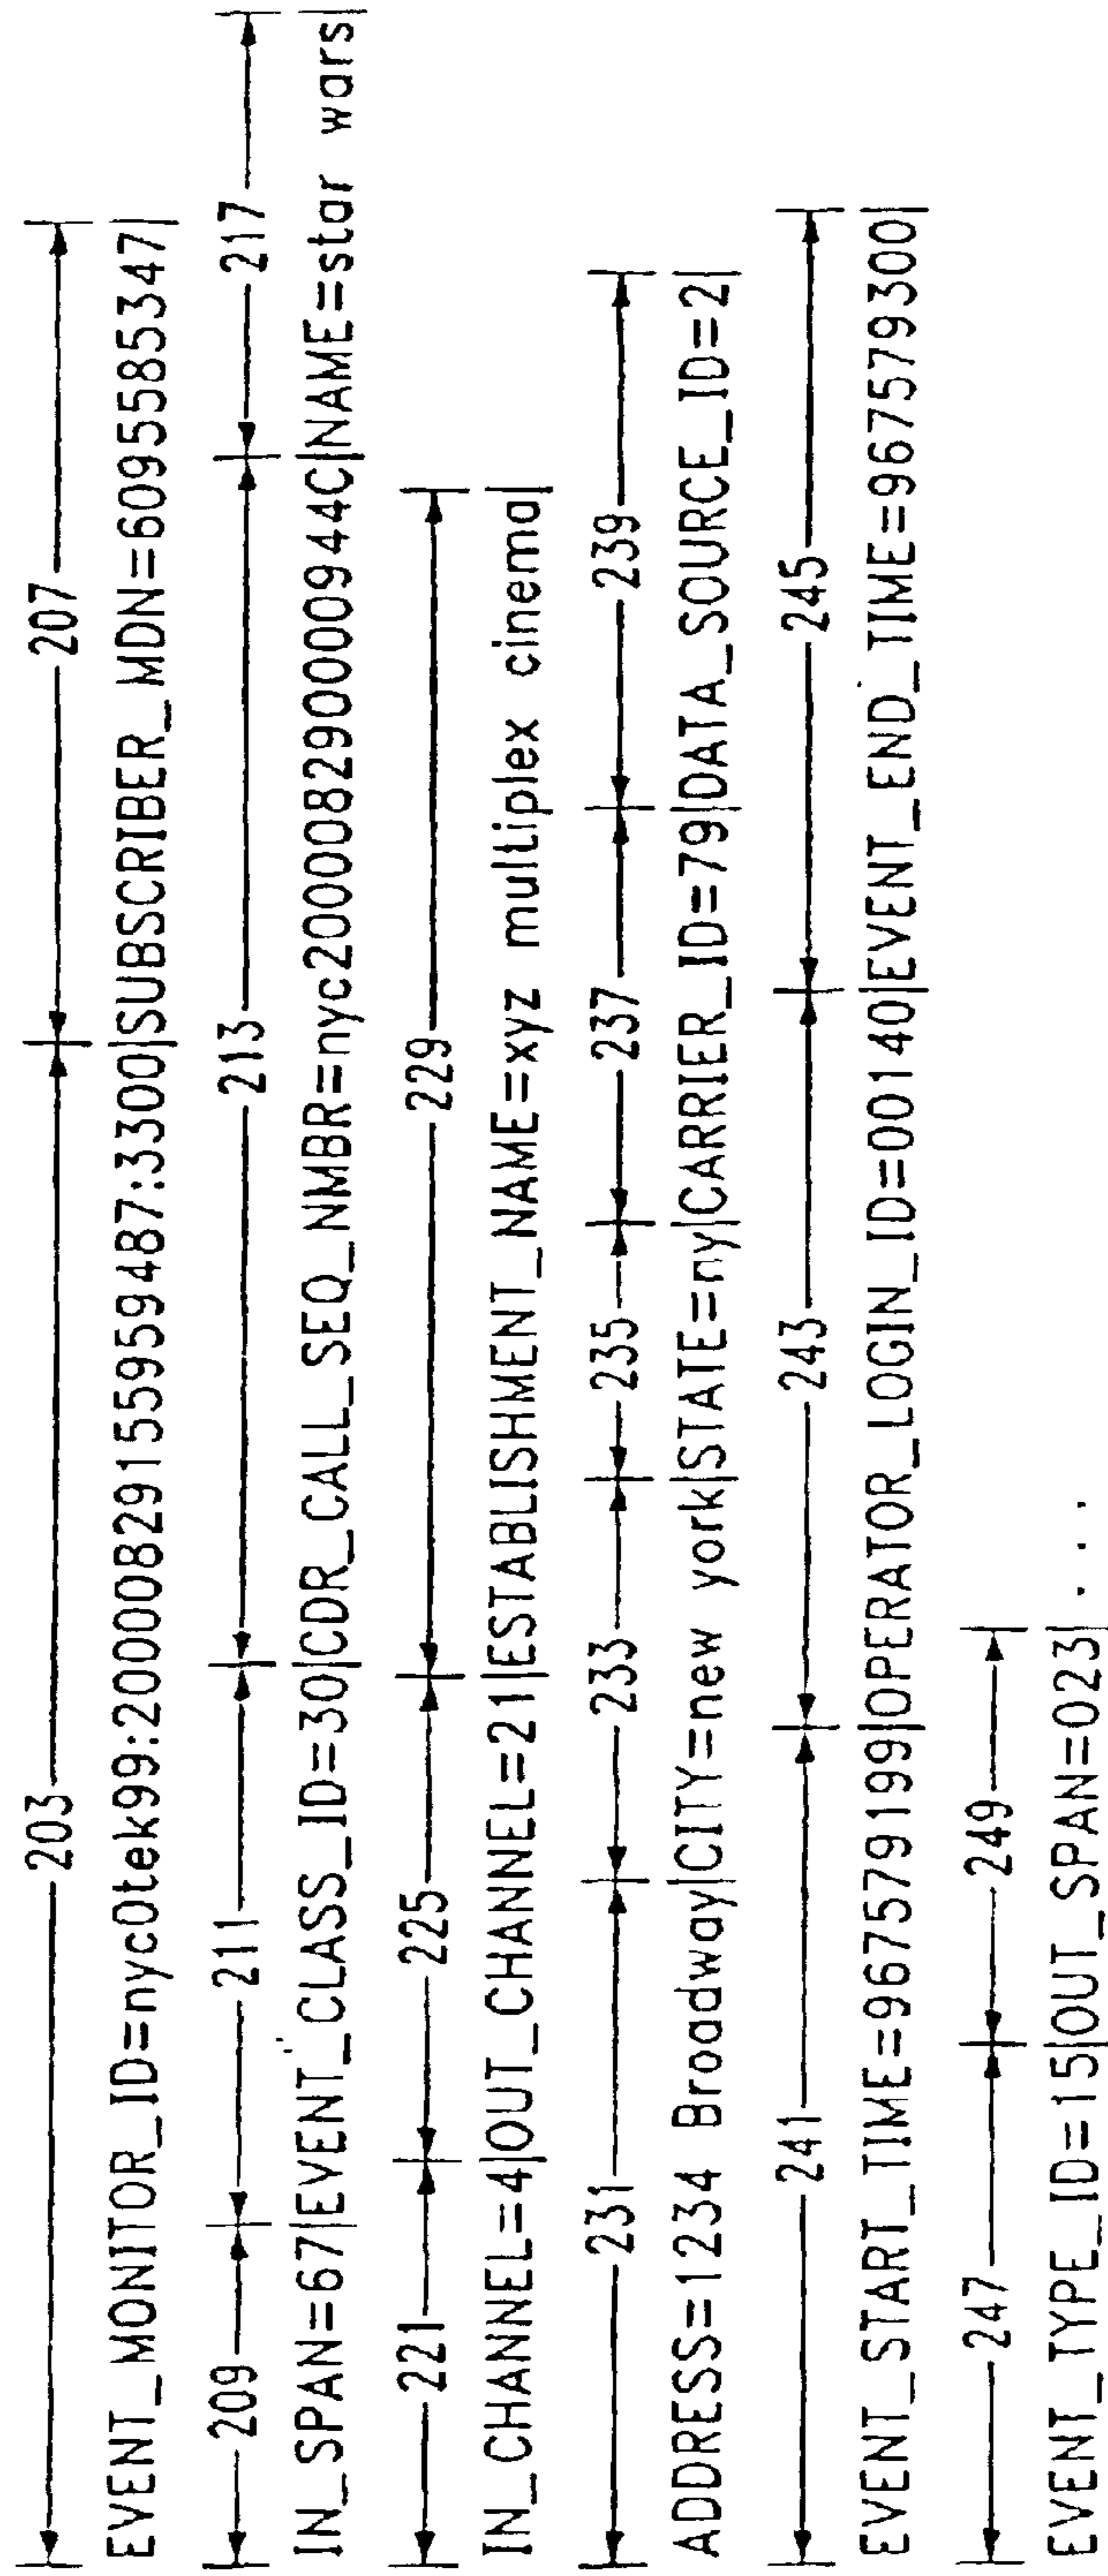 203 207
EVENT_MONITOR_ID=nyc0tek99:20000829155959487:3300|SUBSCRIBER_MDN=6095585347|
209 211 213 217
IN_SPAN=67|EVENT_CLASS_ID=30|CDR_CALL_SEQ_NMBR=nyc200008290000944C|NAME=star wars|
221 225 229
IN_CHANNEL=4|OUT_CHANNEL=21|ESTABLISHMENT_NAME=xyz multiplex cinema|
231 233 235 237 239
ADDRESS=1234 Broadway|CITY=new york|STATE=ny|CARRIER_ID=79|DATA_SOURCE_ID=2|
241 243 245
EVENT_START_TIME=967579199|OPERATOR_LOGIN_ID=00140|EVENT_END_TIME=967579300|
247 249
EVENT_TYPE_ID=15|OUT_SPAN=023| . . .